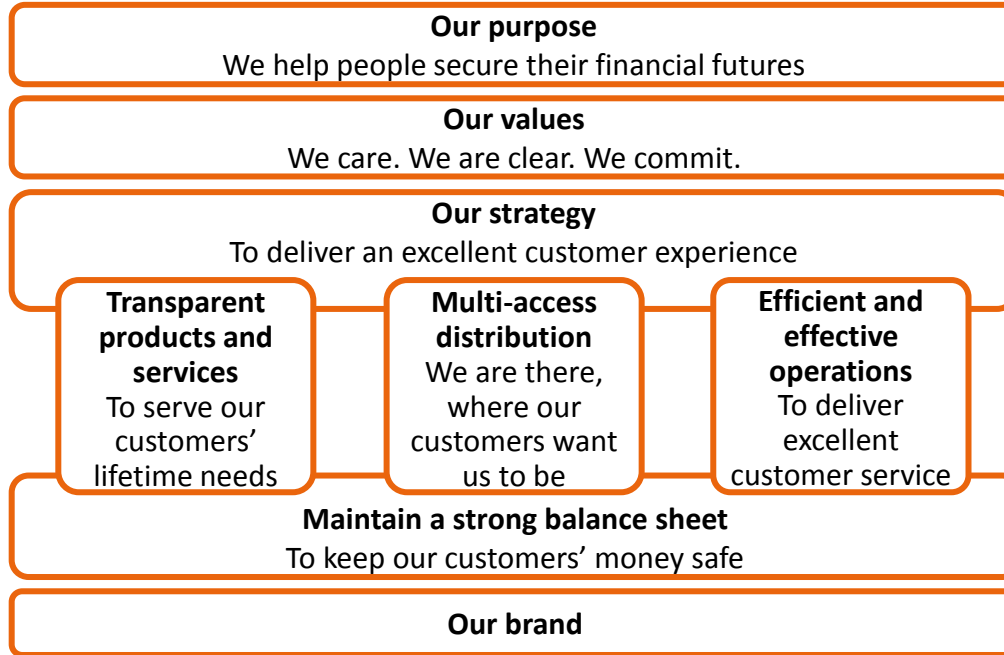 Our purpose
We help people secure their financial futures
Our values
We care. We are clear. We commit.
Our strategy
To deliver an excellent customer experience
Transparent
products and
services
To serve our
customers’
lifetime needs
Multi-access
distribution
We are there,
where our
customers want
us to be
Efficient and
effective
operations
To deliver
excellent
customer service
Maintain a strong balance sheet
To keep our customers’ money safe
Our brand